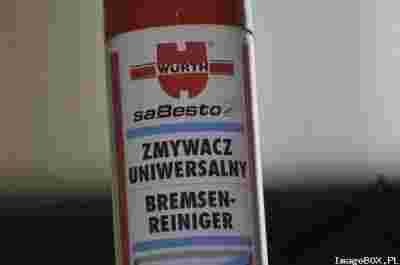 WÜRTH
saBesto
ZMYWACZ
UNIWERSALNY
BREMSEN-
REINIGER
ImageBOX.PL